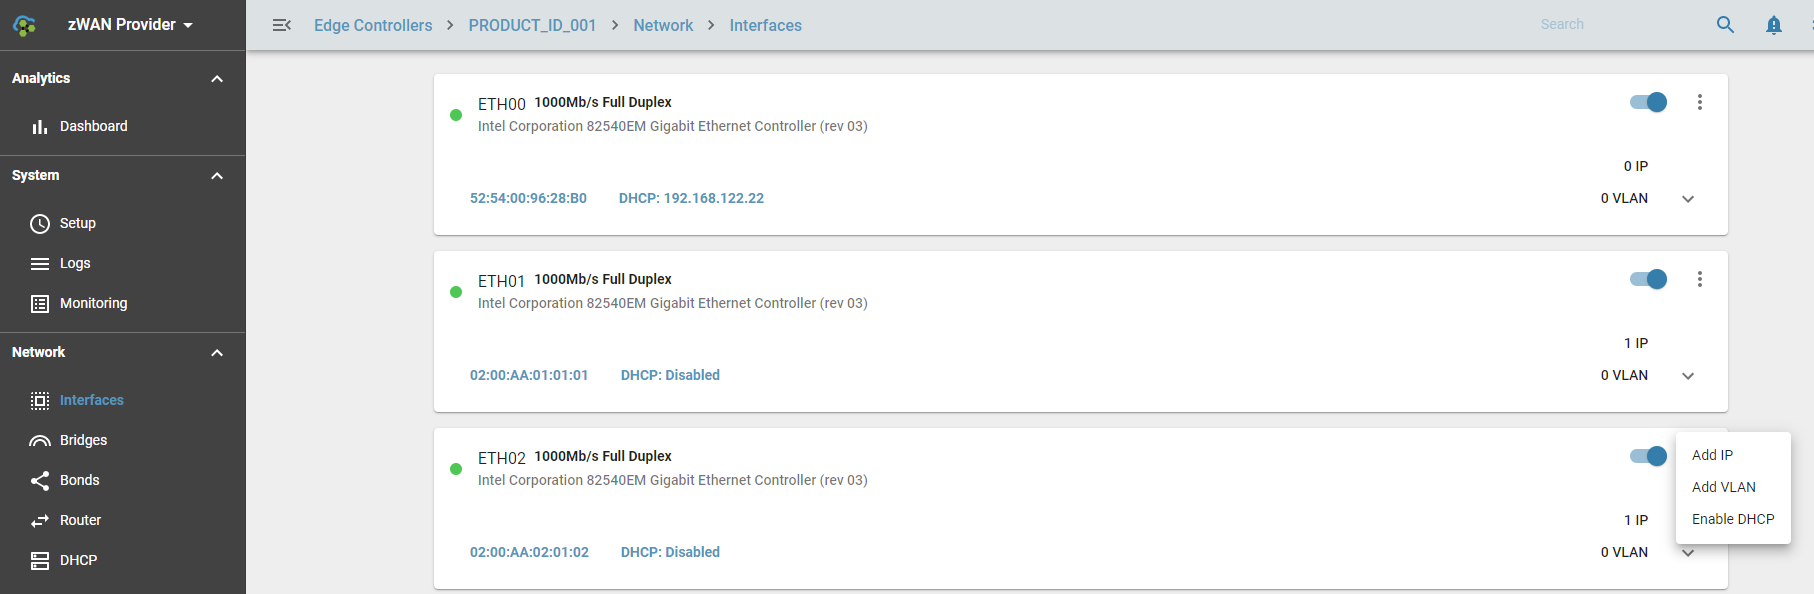 zWAN Provider
Edge Controllers > PRODUCT_ID_001 > Network > Interfaces
Search
Analytics
Dashboard
System
Setup
Logs
Monitoring
Network
Interfaces
Bridges
Bonds
Router
DHCP
ETH00 1000Mb/s Full Duplex
Intel Corporation 82540EM Gigabit Ethernet Controller (rev 03)
0 IP
52:54:00:96:28:B0 DHCP: 192.168.122.22 0 VLAN
ETH01 1000Mb/s Full Duplex
Intel Corporation 82540EM Gigabit Ethernet Controller (rev 03)
1 IP
02:00:AA:01:01:01 DHCP: Disabled 0 VLAN
ETH02 1000Mb/s Full Duplex
Intel Corporation 82540EM Gigabit Ethernet Controller (rev 03)
1 IP
02:00:AA:02:01:02 DHCP: Disabled 0 VLAN
Add IP
Add VLAN
Enable DHCP